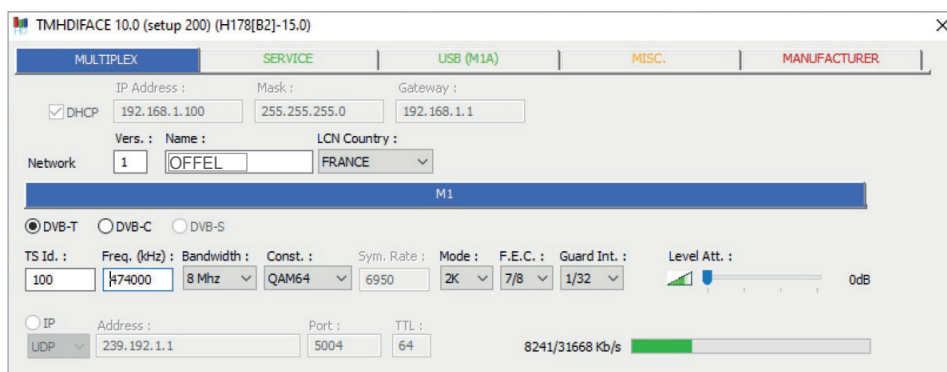 TMHDIFACE 10.0 (setup 200) (H178[B2]-15.0)
MULTIPLEX SERVICE USB (M1A) MISC. MANUFACTURER
IP Address : Mask : Gateway :
DHCP 192.168.1.100 255.255.255.0 192.168.1.1
Vers. : Name : LCN Country :
Network 1 OFFEL FRANCE
M1
DVB-T DVB-C DVB-S
TS Id. : Freq. (kHz) : Bandwidth : Const. : Sym. Rate : Mode : F.E.C. : Guard Int. : Level Att. :
100 474000 8 Mhz QAM64 6950 2K 7/8 1/32 0dB
IP Address : Port : TTL :
UDP 239.192.1.1 5004 64 8241/31668 Kb/s